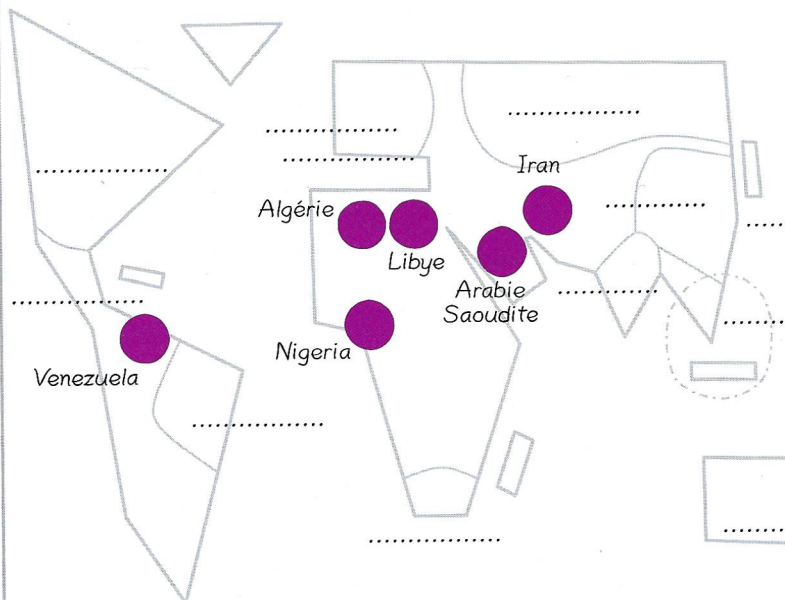 Iran
Algérie
Libye
Arabie
Saoudite
Nigeria
Venezuela